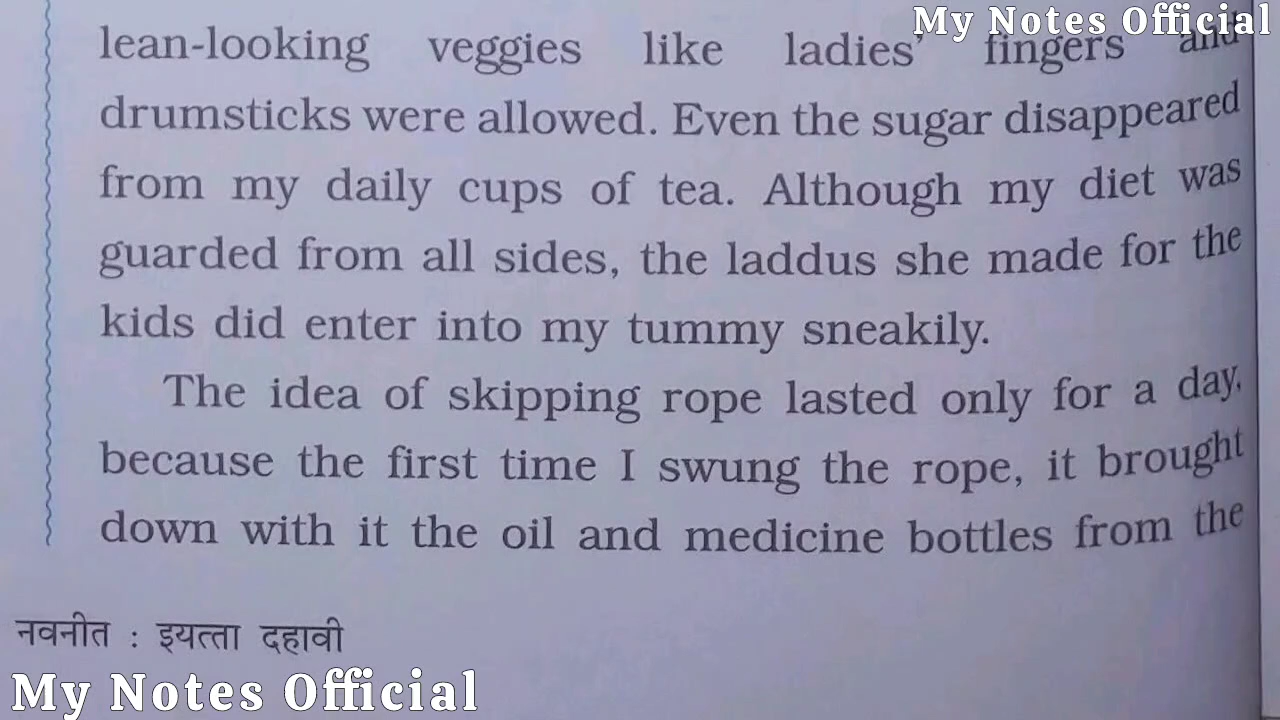 My Notes Official
lean-looking veggies like ladies' fingers and
drumsticks were allowed. Even the sugar disappeared
from my daily cups of tea. Although my diet was
guarded from all sides, the laddus she made for the
kids did enter into my tummy sneakily.
The idea of skipping rope lasted only for a day,
because the first time I swung the rope, it brought
down with it the oil and medicine bottles from the
नवनीत : इयत्ता दहावी
My Notes Official